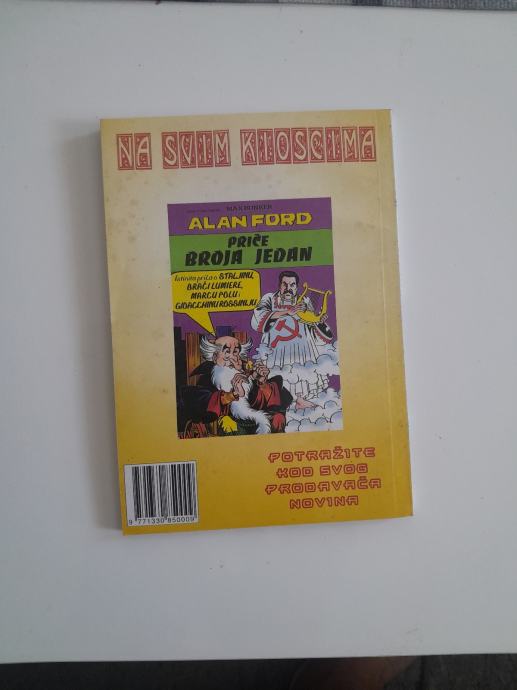 NA SVIM KIOSCIMA
MAX BUNKER
ALAN FORD
PRIČE
BROJA JEDAN
Istinita priča o STALJINU,
BRAĆI LUMIERE,
MARCU POLU i
GIOACCHINU ROSSINIJU
POTRAŽITE
KOD SVOG
PRODAVAČA
NOVINA
9 771330 850009